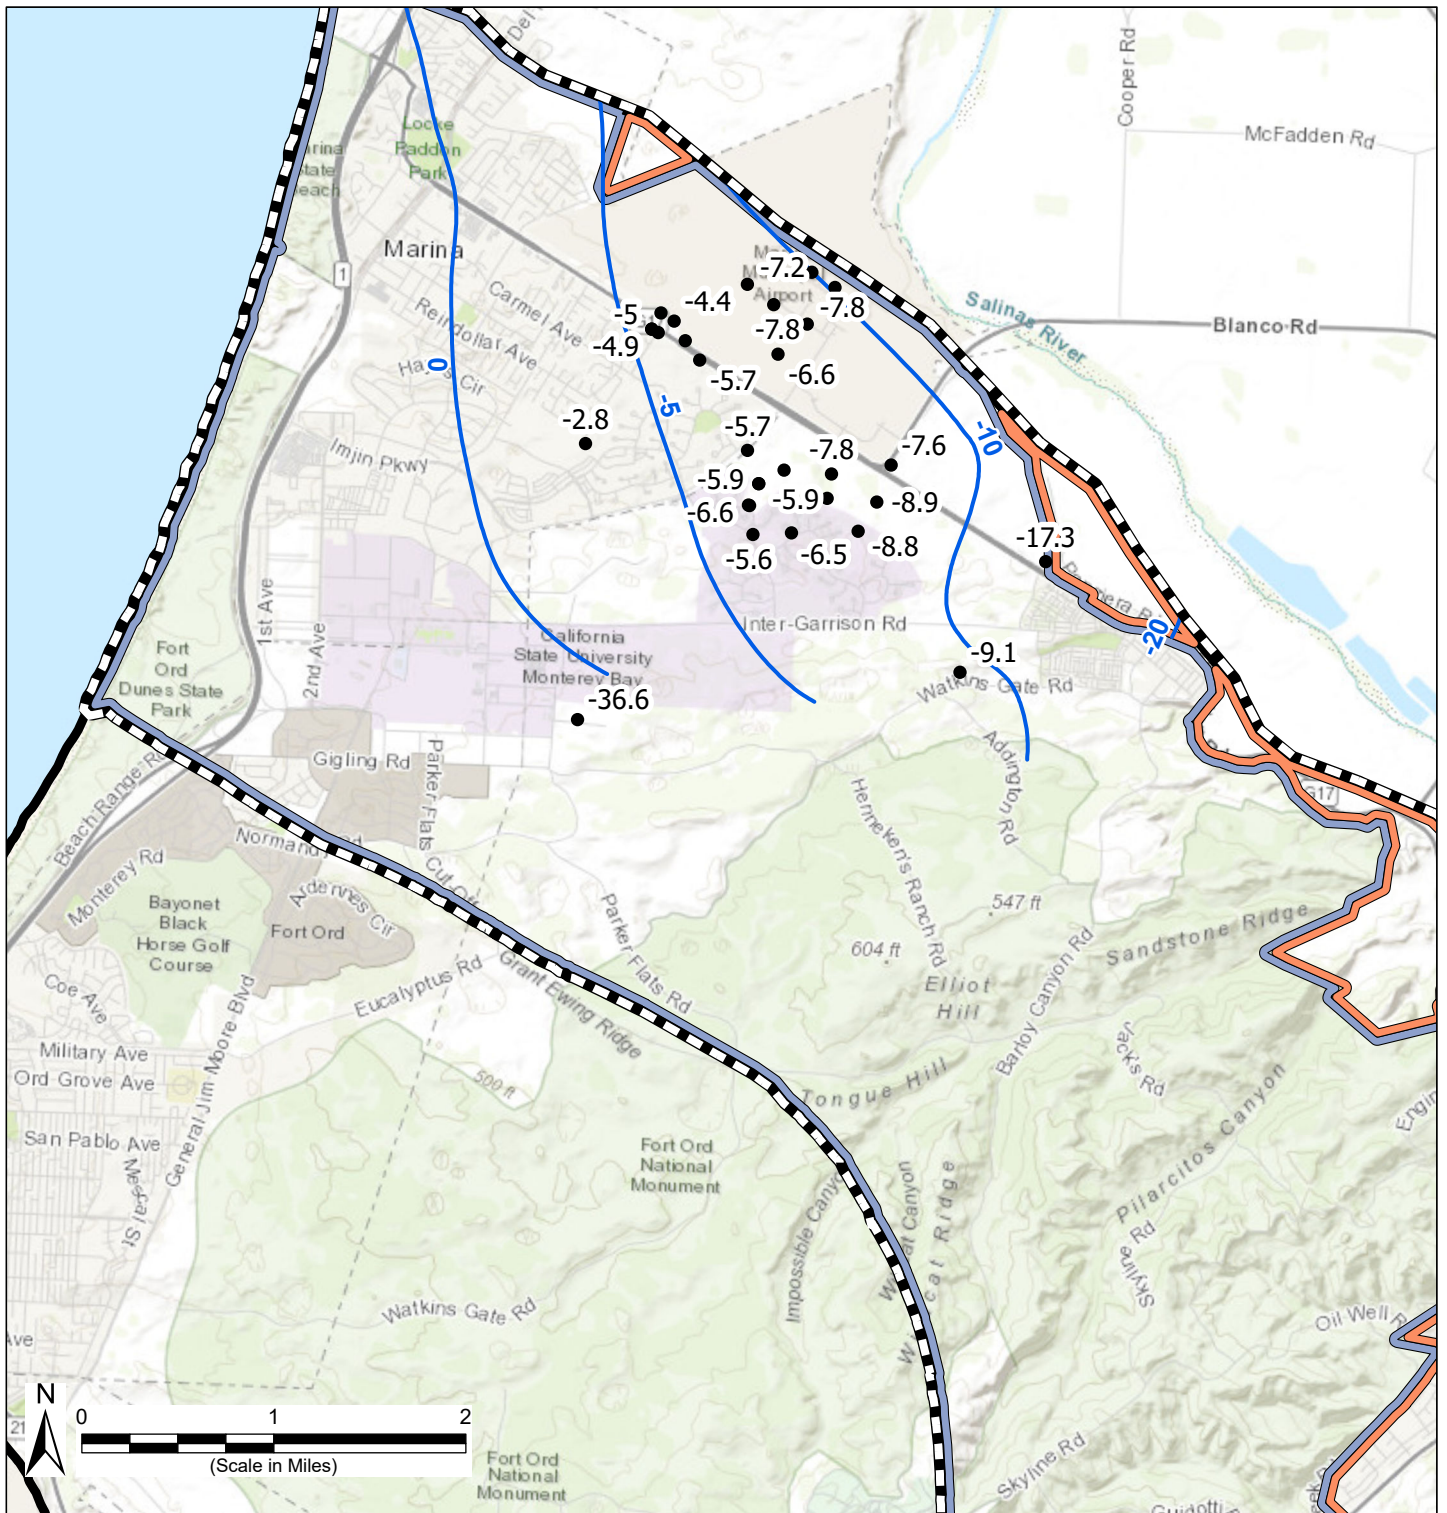 Cooper Rd
McFadden Rd
Locke
Paddon
Park
Marina
1
Carmel Ave
Reindollar Ave
Imjin Pkwy
Airport
Salinas River
Blanco Rd
-7.2
-7.8
-4.4
-5
-4.9
-7.8
-6.6
-5.7
0
-5
-10
-2.8
-5.7
-7.8
-7.6
-5.9
-5.9
-6.6
-8.9
-5.6
-6.5
-8.8
-17.3
-20
-9.1
-36.6
1st Ave
2nd Ave
Inter-Garrison Rd
California
State University
Monterey Bay
Watkins Gate Rd
Fort
Ord
Dunes State
Park
Gigling Rd
Parker Flats Cut Off
Addington Rd
G17
Beach Range Rd
Normandy Rd
Monterey Rd
Ardennes Cir
Henneken's Ranch Rd
Bayonet
Black
Horse Golf
Course
Fort Ord
547 ft
604 ft
Sandstone Ridge
Parker Flats Rd
Elliot
Hill
Barloy Canyon Rd
Coe Ave
Eucalyptus Rd
Grant Ewing Ridge
Jacks Rd
Military Ave
Ord Grove Ave
General Jim Moore Blvd
500 ft
Tongue Hill
San Pablo Ave
Mescal St
Fort Ord
National
Monument
Pilarcitos Canyon
Skyline Rd
Watkins Gate Rd
Oil Well
Ave
N
0 1 2
(Scale in Miles)
21
Fort Ord
National
Monument
Skyline Rd